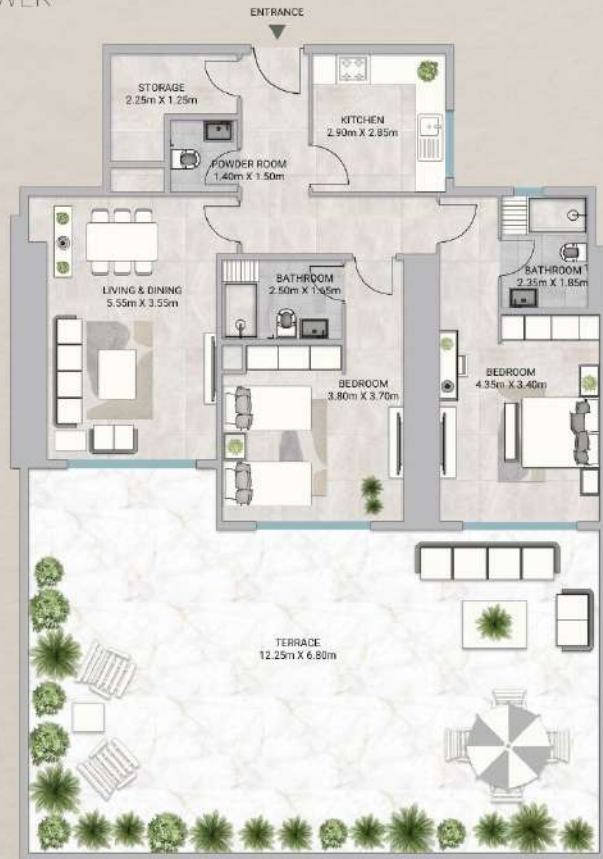 ENTRANCE
STORAGE
2.25m X 1.25m
KITCHEN
2.90m X 2.85m
POWDER ROOM
1.40m X 1.50m
LIVING & DINING
5.55m X 3.55m
BATHROOM
2.50m X 1.65m
BATHROOM
2.35m X 1.85m
BEDROOM
3.80m X 3.70m
BEDROOM
4.35m X 3.40m
TERRACE
12.25m X 6.80m